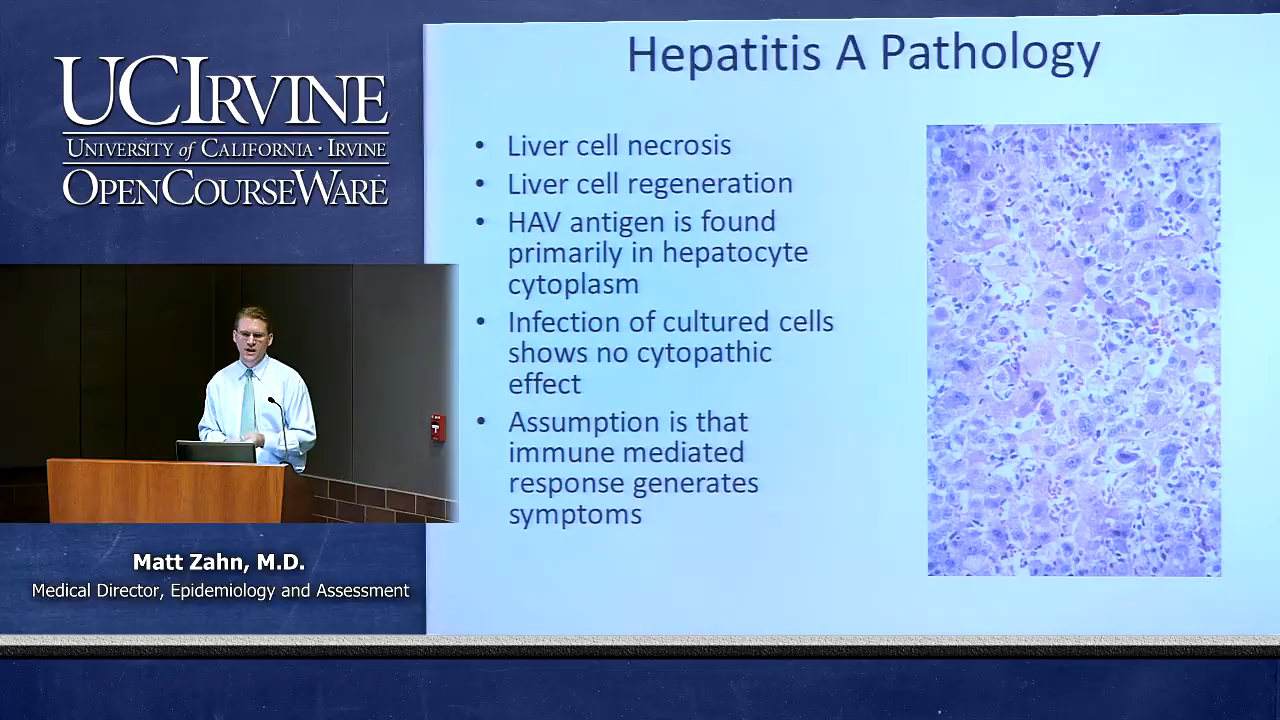 UCIRVINE
UNIVERSITY of CALIFORNIA · IRVINE
OPENCOURSEWARE
Matt Zahn, M.D.
Medical Director, Epidemiology and Assessment
Hepatitis A Pathology
• Liver cell necrosis
• Liver cell regeneration
• HAV antigen is found
primarily in hepatocyte
cytoplasm
• Infection of cultured cells
shows no cytopathic
effect
• Assumption is that
immune mediated
response generates
symptoms